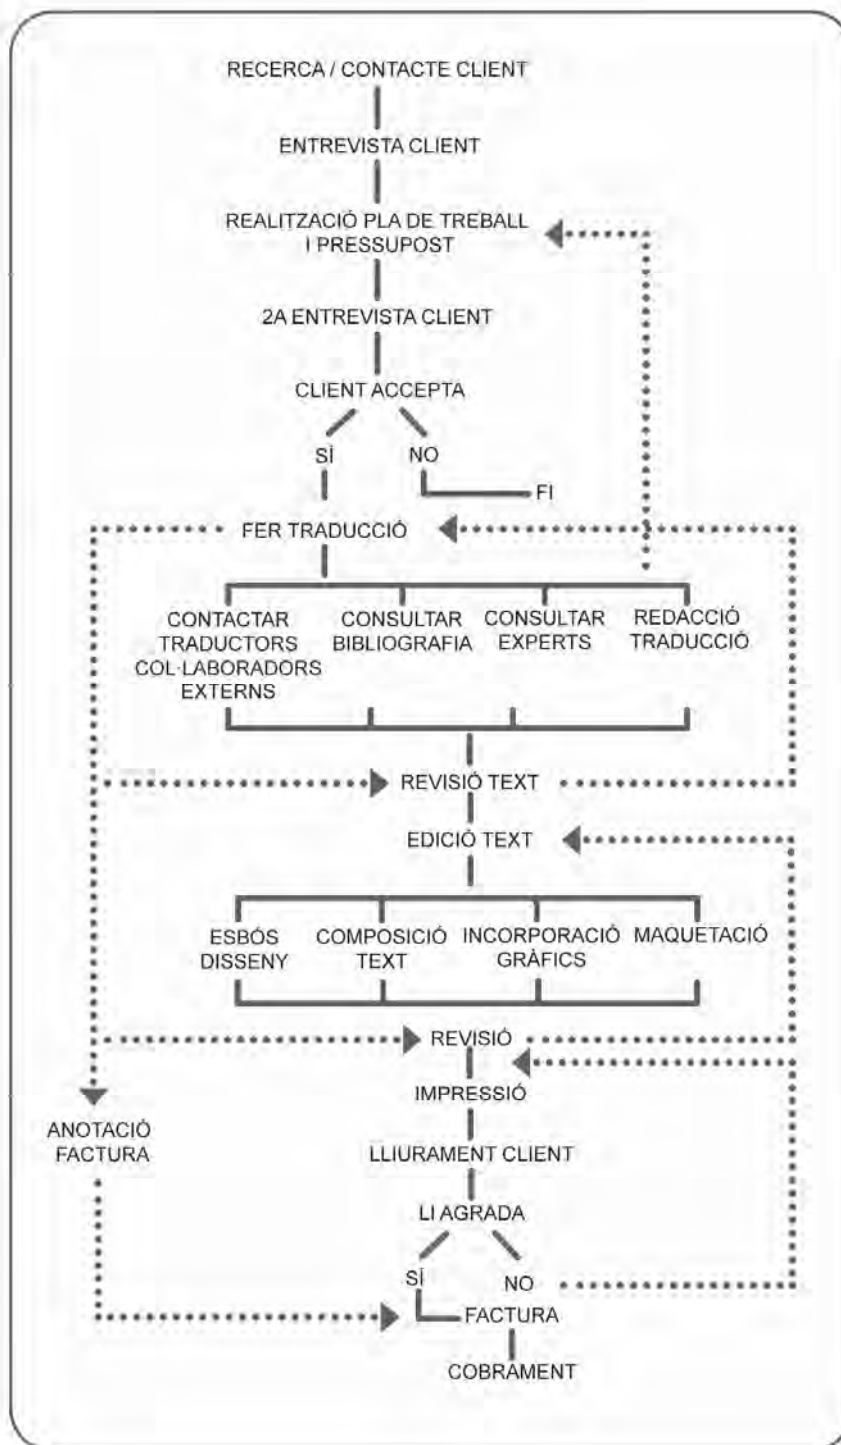 RECERCA / CONTACTE CLIENT
ENTREVISTA CLIENT
REALITZACIÓ PLA DE TREBALL
I PRESSUPOST
2A ENTREVISTA CLIENT
CLIENT ACCEPTA
SÌ
NO
FI
FER TRADUCCIÓ
CONTACTAR
TRADUCTORS
COL·LABORADORS
EXTERNS
CONSULTAR
BIBLIOGRAFIA
CONSULTAR
EXPERTS
REDACCIÓ
TRADUCCIÓ
REVISIÓ TEXT
EDICIÓ TEXT
ESBÓS
DISSENY
COMPOSICIÓ
TEXT
INCORPORACIÓ
GRÀFICS
MAQUETACIÓ
REVISIÓ
IMPRESSIÓ
ANOTACIÓ
FACTURA
LLIURAMENT CLIENT
LI AGRADA
SÌ
NO
FACTURA
COBRAMENT